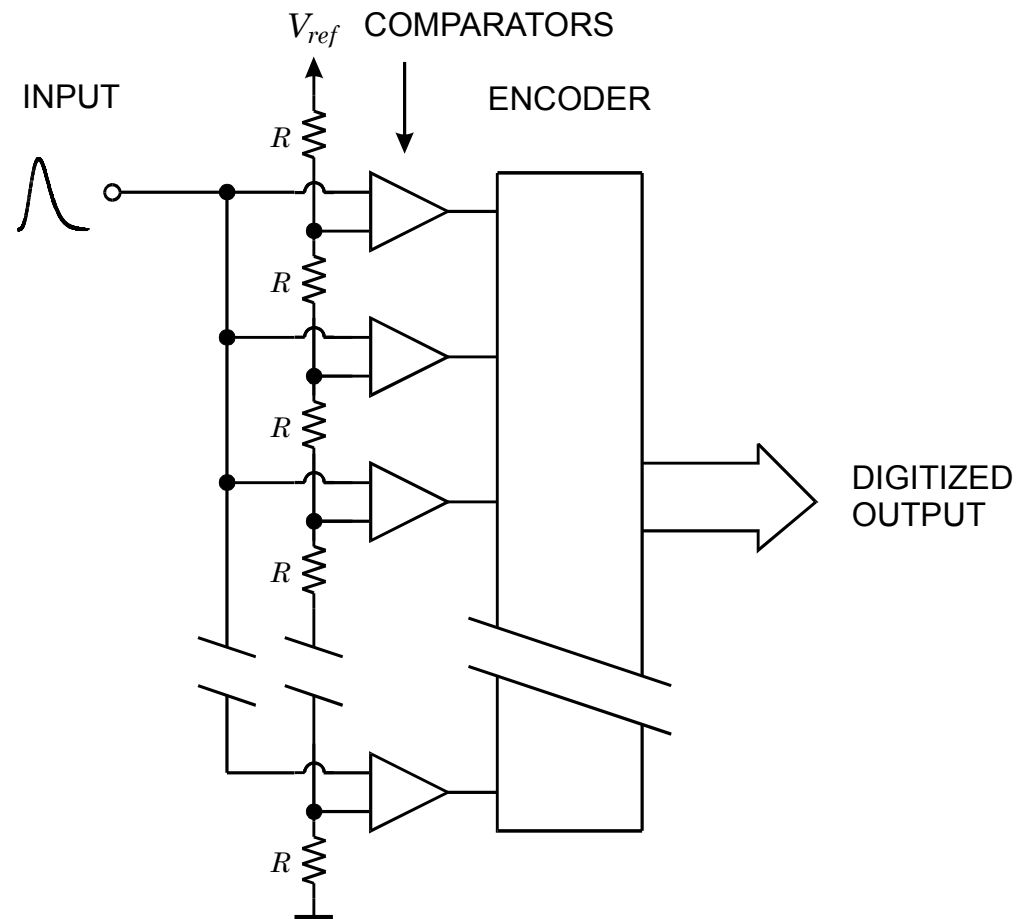 V_ref COMPARATORS
INPUT
ENCODER
R
R
R
DIGITIZED
OUTPUT
R
R